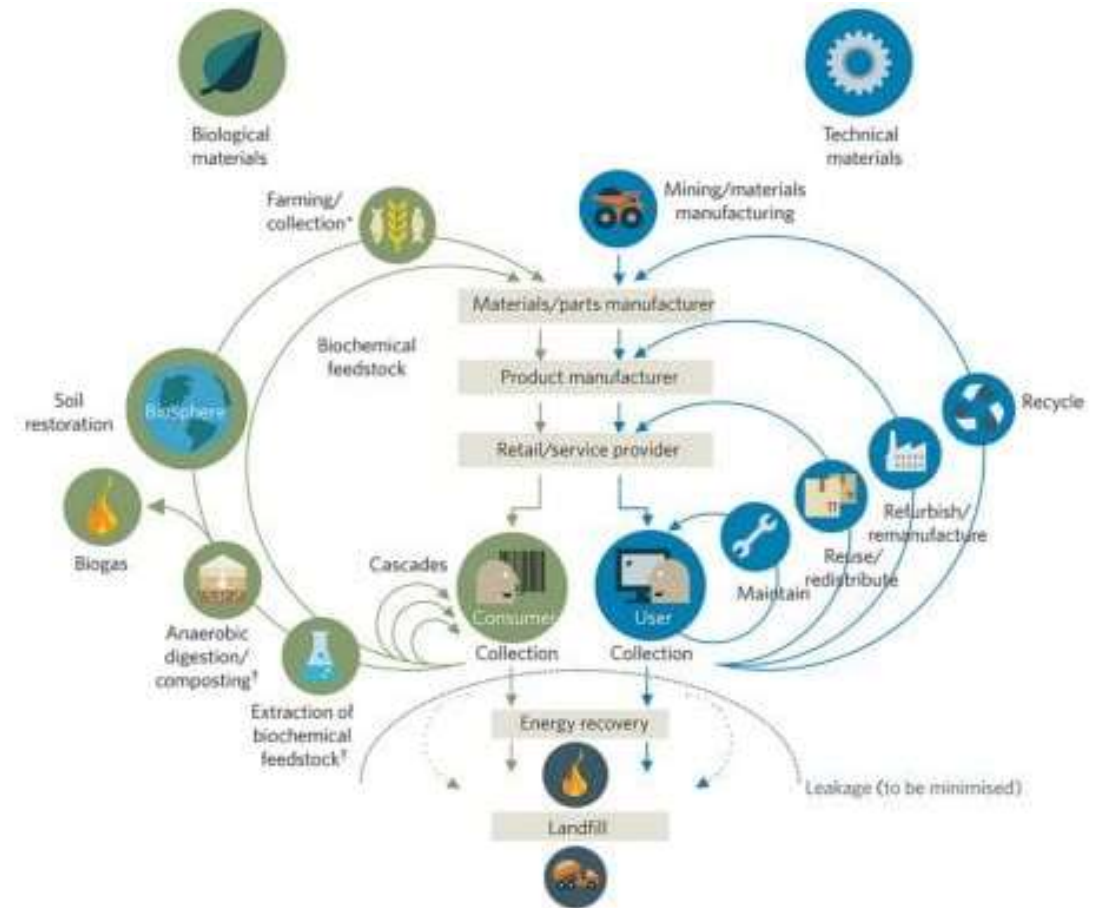 Biological
materials
Technical
materials
Farming/
collection*
Mining/materials
manufacturing
Materials/parts manufacturer
Biochemical
feedstock
Product manufacturer
Soil
restoration
Biosphere
Recycle
Retail/service provider
Refurbish/
remanufacture
Reuse/
redistribute
Biogas
Cascades
Maintain
Consumer
User
Anaerobic
digestion/
composting†
Collection
Collection
Extraction of
biochemical
feedstock†
Energy recovery
Leakage (to be minimised)
Landfill